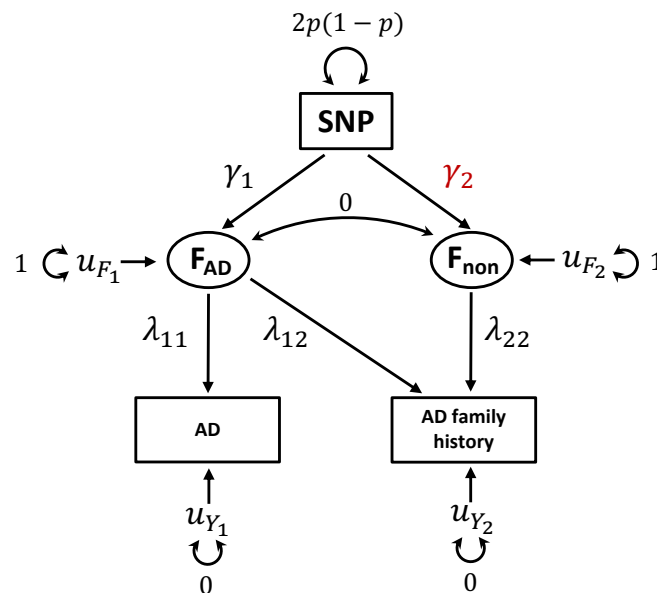 2p(1 − p)
SNP
γ₁
γ₂
0
1
u_F₁
F_AD
F_non
u_F₂
1
λ₁₁
λ₁₂
λ₂₂
AD
AD family
history
u_Y₁
u_Y₂
0
0